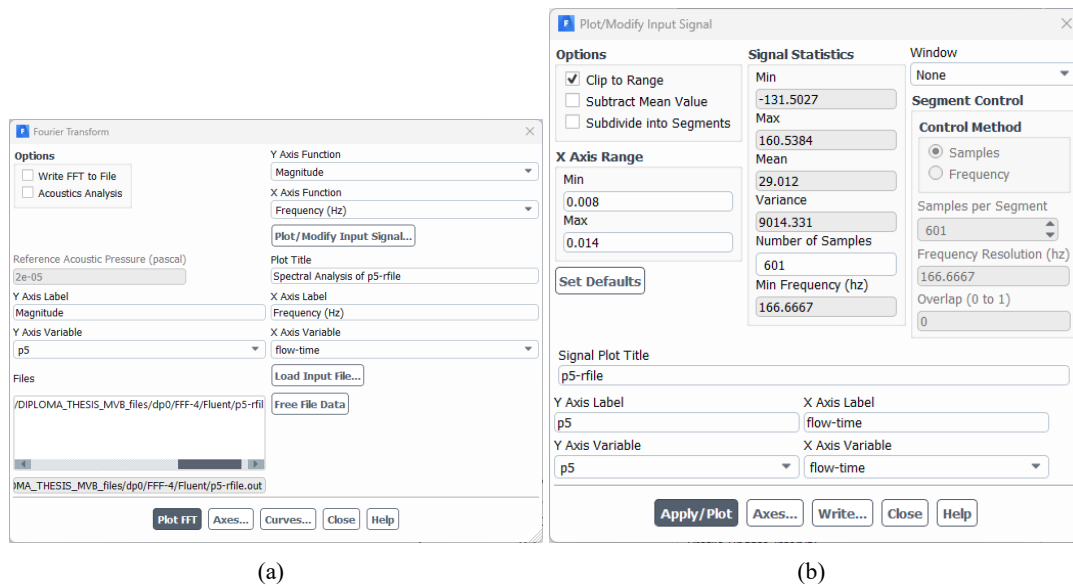 Fourier Transform
Options
Write FFT to File
Acoustics Analysis
Y Axis Function
Magnitude
X Axis Function
Frequency (Hz)
Plot/Modify Input Signal...
Reference Acoustic Pressure (pascal)
2e-05
Plot Title
Spectral Analysis of p5-rfile
Y Axis Label
Magnitude
X Axis Label
Frequency (Hz)
Y Axis Variable
p5
X Axis Variable
flow-time
Files
Load Input File...
/DIPLOMA_THESIS_MVB_files/dp0/FFF-4/Fluent/p5-rfil
Free File Data
MA_THESIS_MVB_files/dp0/FFF-4/Fluent/p5-rfile.out
Plot FFT Axes... Curves... Close Help
(a)
Plot/Modify Input Signal
Options
Clip to Range
Subtract Mean Value
Subdivide into Segments
X Axis Range
Min
0.008
Max
0.014
Set Defaults
Signal Statistics
Min
-131.5027
Max
160.5384
Mean
29.012
Variance
9014.331
Number of Samples
601
Min Frequency (hz)
166.6667
Window
None
Segment Control
Control Method
Samples
Frequency
Samples per Segment
601
Frequency Resolution (hz)
166.6667
Overlap (0 to 1)
0
Signal Plot Title
p5-rfile
Y Axis Label
p5
X Axis Label
flow-time
Y Axis Variable
p5
X Axis Variable
flow-time
Apply/Plot Axes... Write... Close Help
(b)